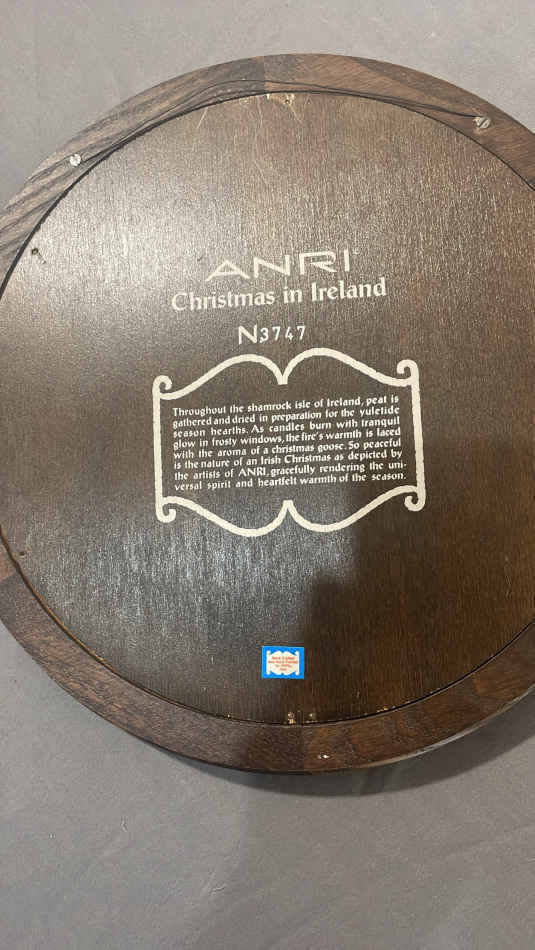 ANRI
Christmas in Ireland
N3747
Throughout the shamrock isle of Ireland, peat is
gathered and dried in preparation for the yuletide
season hearths. As candles burn with tranquil
glow in frosty windows, the fire's warmth is laced
with the aroma of a christmas goose. So peaceful
is the nature of an Irish Christmas as depicted by
the artists of ANRI, gracefully rendering the uni-
versal spirit and heartfelt warmth of the season.